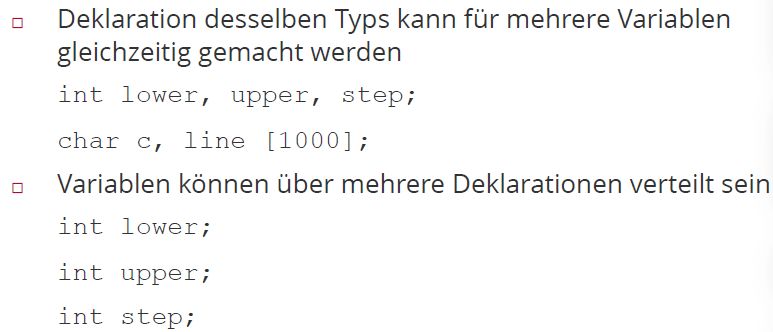 Deklaration desselben Typs kann für mehrere Variablen
gleichzeitig gemacht werden
int lower, upper, step;
char c, line [1000];
Variablen können über mehrere Deklarationen verteilt sein
int lower;
int upper;
int step;